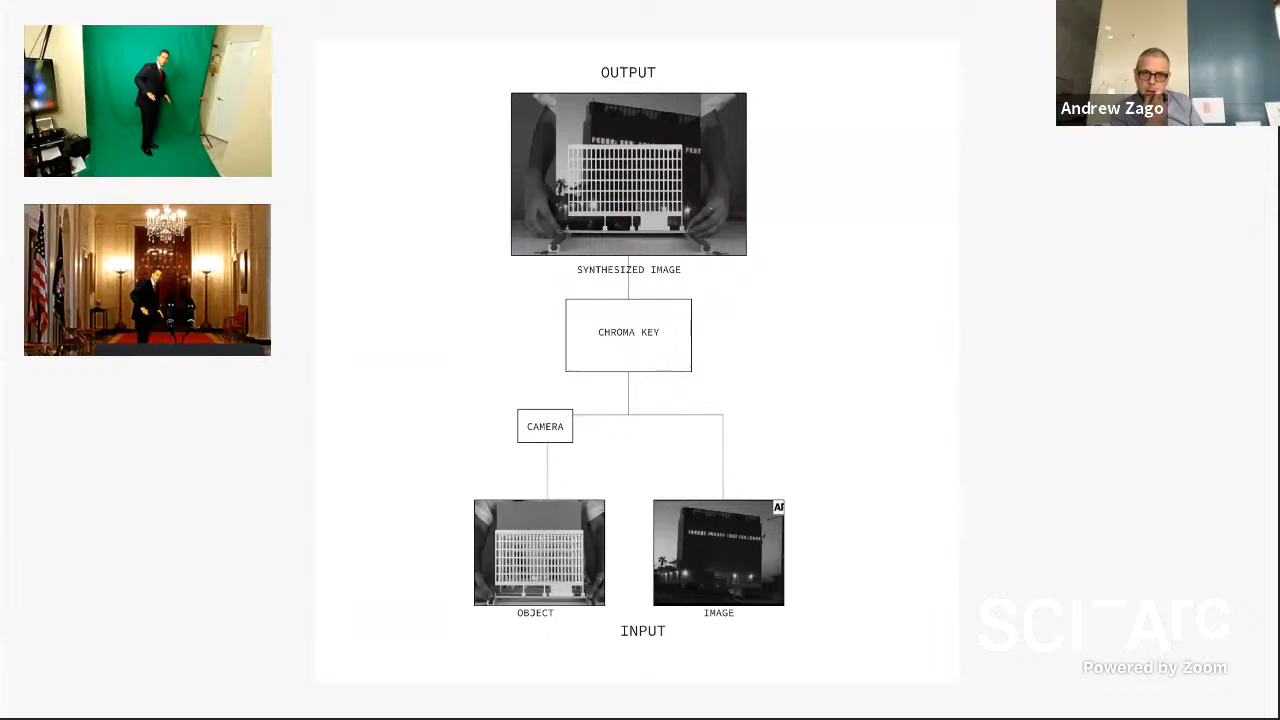 OUTPUT
Andrew Zago
SYNTHESIZED IMAGE
CHROMA KEY
CAMERA
OBJECT
IMAGE
INPUT
SCI Arc
Powered by Zoom